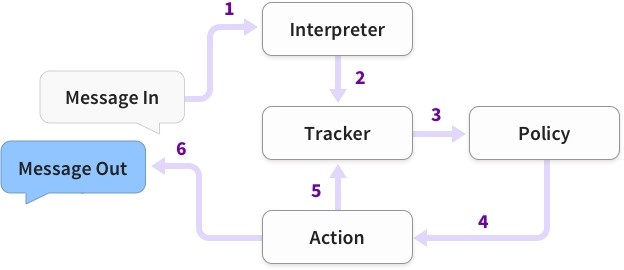 1
Interpreter
2
Message In
Tracker
3
Policy
Message Out
6
5
4
Action